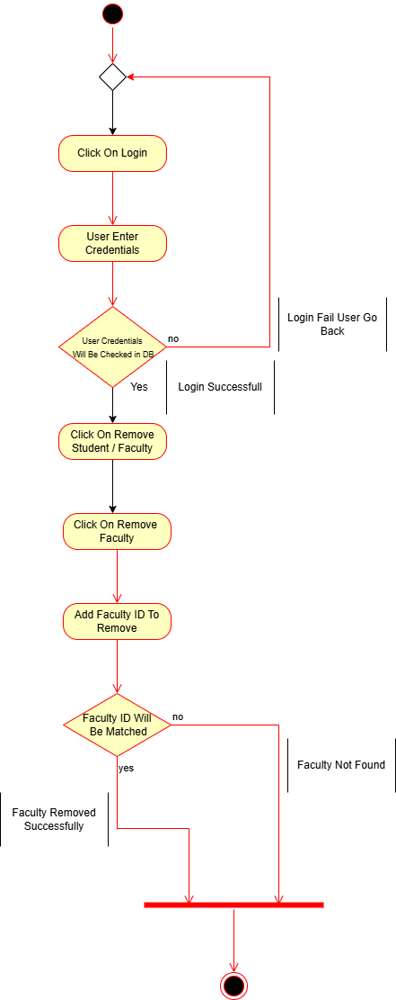 Click On Login
User Enter
Credentials
Login Fail User Go
Back
no
User Credentials
Will Be Checked in DB
Yes
Login Successfull
Click On Remove
Student / Faculty
Click On Remove
Faculty
Add Faculty ID To
Remove
Faculty ID Will
Be Matched
no
yes
Faculty Not Found
Faculty Removed
Successfully